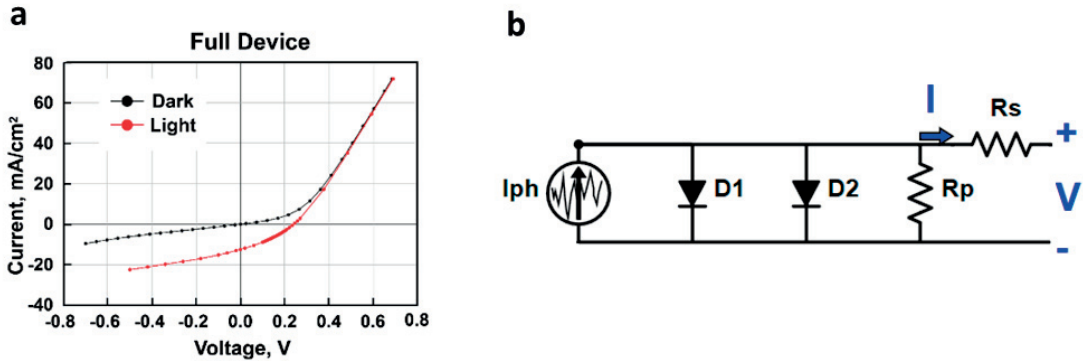 a
Full Device
Current, mA/cm²
80
60
40
20
0
-20
-40
Dark
Light
-0.8 -0.6 -0.4 -0.2 0.0 0.2 0.4 0.6 0.8
Voltage, V
b
I
Rs
+
Iph
D1
D2
Rp
V
-